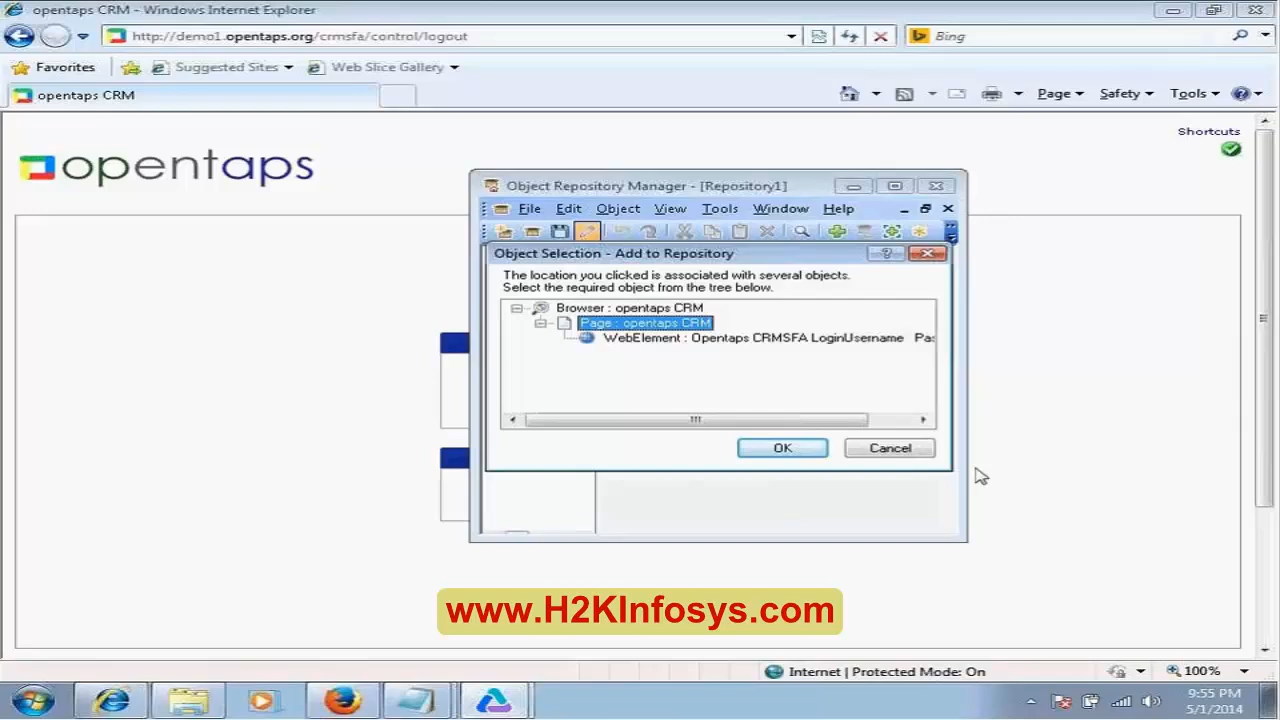 opentaps CRM - Windows Internet Explorer
http://demo1.opentaps.org/crmsfa/control/logout
Bing
Favorites
Suggested Sites
Web Slice Gallery
opentaps CRM
Page
Safety
Tools
Shortcuts
opentaps
Object Repository Manager - [Repository1]
File Edit Object View Tools Window Help
Object Selection - Add to Repository
The location you clicked is associated with several objects.
Select the required object from the tree below.
Browser : opentaps CRM
Page : opentaps CRM
WebElement : Opentaps CRMSFA LoginUsername Pas
OK
Cancel
www.H2KInfosys.com
Internet | Protected Mode: On
100%
9:55 PM
5/1/2014